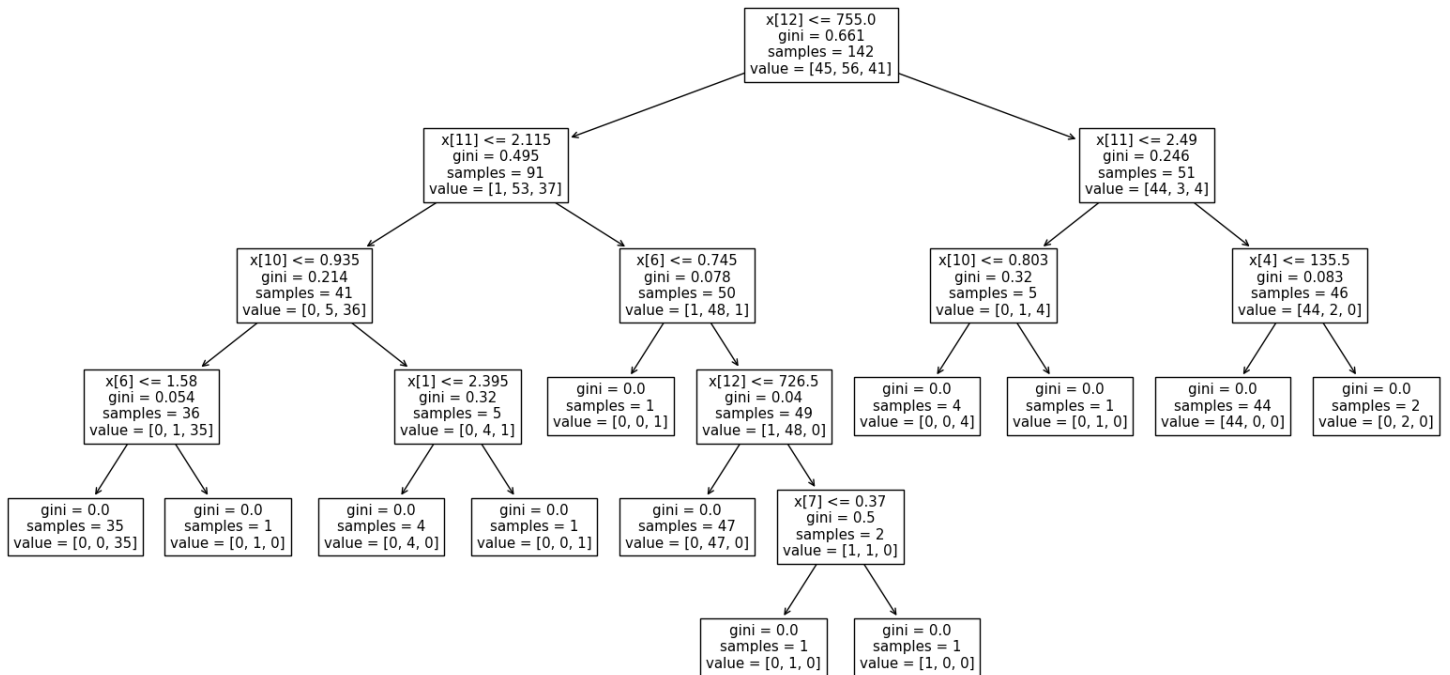 x[12] <= 755.0
gini = 0.661
samples = 142
value = [45, 56, 41]
x[11] <= 2.115
gini = 0.495
samples = 91
value = [1, 53, 37]
x[11] <= 2.49
gini = 0.246
samples = 51
value = [44, 3, 4]
x[10] <= 0.935
gini = 0.214
samples = 41
value = [0, 5, 36]
x[6] <= 0.745
gini = 0.078
samples = 50
value = [1, 48, 1]
x[10] <= 0.803
gini = 0.32
samples = 5
value = [0, 1, 4]
x[4] <= 135.5
gini = 0.083
samples = 46
value = [44, 2, 0]
x[6] <= 1.58
gini = 0.054
samples = 36
value = [0, 1, 35]
x[1] <= 2.395
gini = 0.32
samples = 5
value = [0, 4, 1]
gini = 0.0
samples = 1
value = [0, 0, 1]
x[12] <= 726.5
gini = 0.04
samples = 49
value = [1, 48, 0]
gini = 0.0
samples = 4
value = [0, 0, 4]
gini = 0.0
samples = 1
value = [0, 1, 0]
gini = 0.0
samples = 44
value = [44, 0, 0]
gini = 0.0
samples = 2
value = [0, 2, 0]
gini = 0.0
samples = 35
value = [0, 0, 35]
gini = 0.0
samples = 1
value = [0, 1, 0]
gini = 0.0
samples = 4
value = [0, 4, 0]
gini = 0.0
samples = 1
value = [0, 0, 1]
gini = 0.0
samples = 47
value = [0, 47, 0]
x[7] <= 0.37
gini = 0.5
samples = 2
value = [1, 1, 0]
gini = 0.0
samples = 1
value = [0, 1, 0]
gini = 0.0
samples = 1
value = [1, 0, 0]